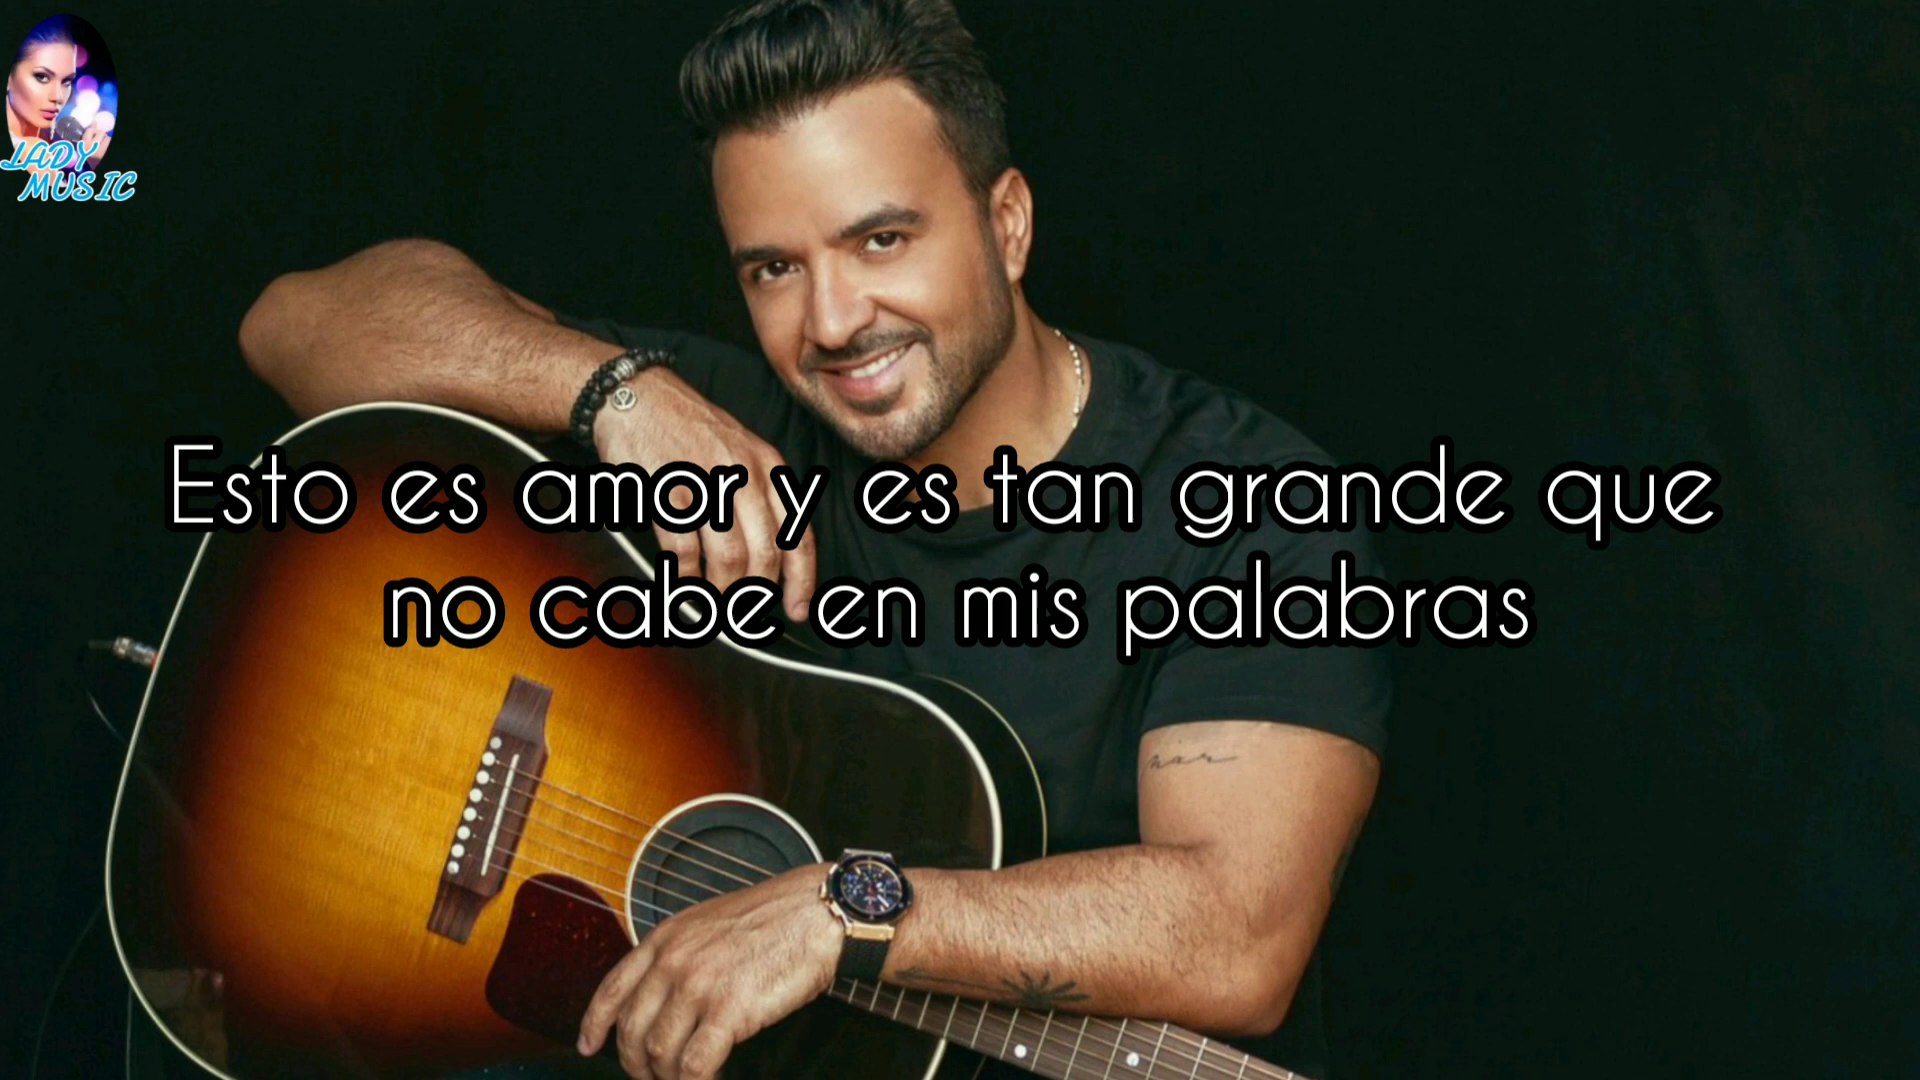 LADY
MUSIC
Esto es amor y es tan grande que
no cabe en mis palabras